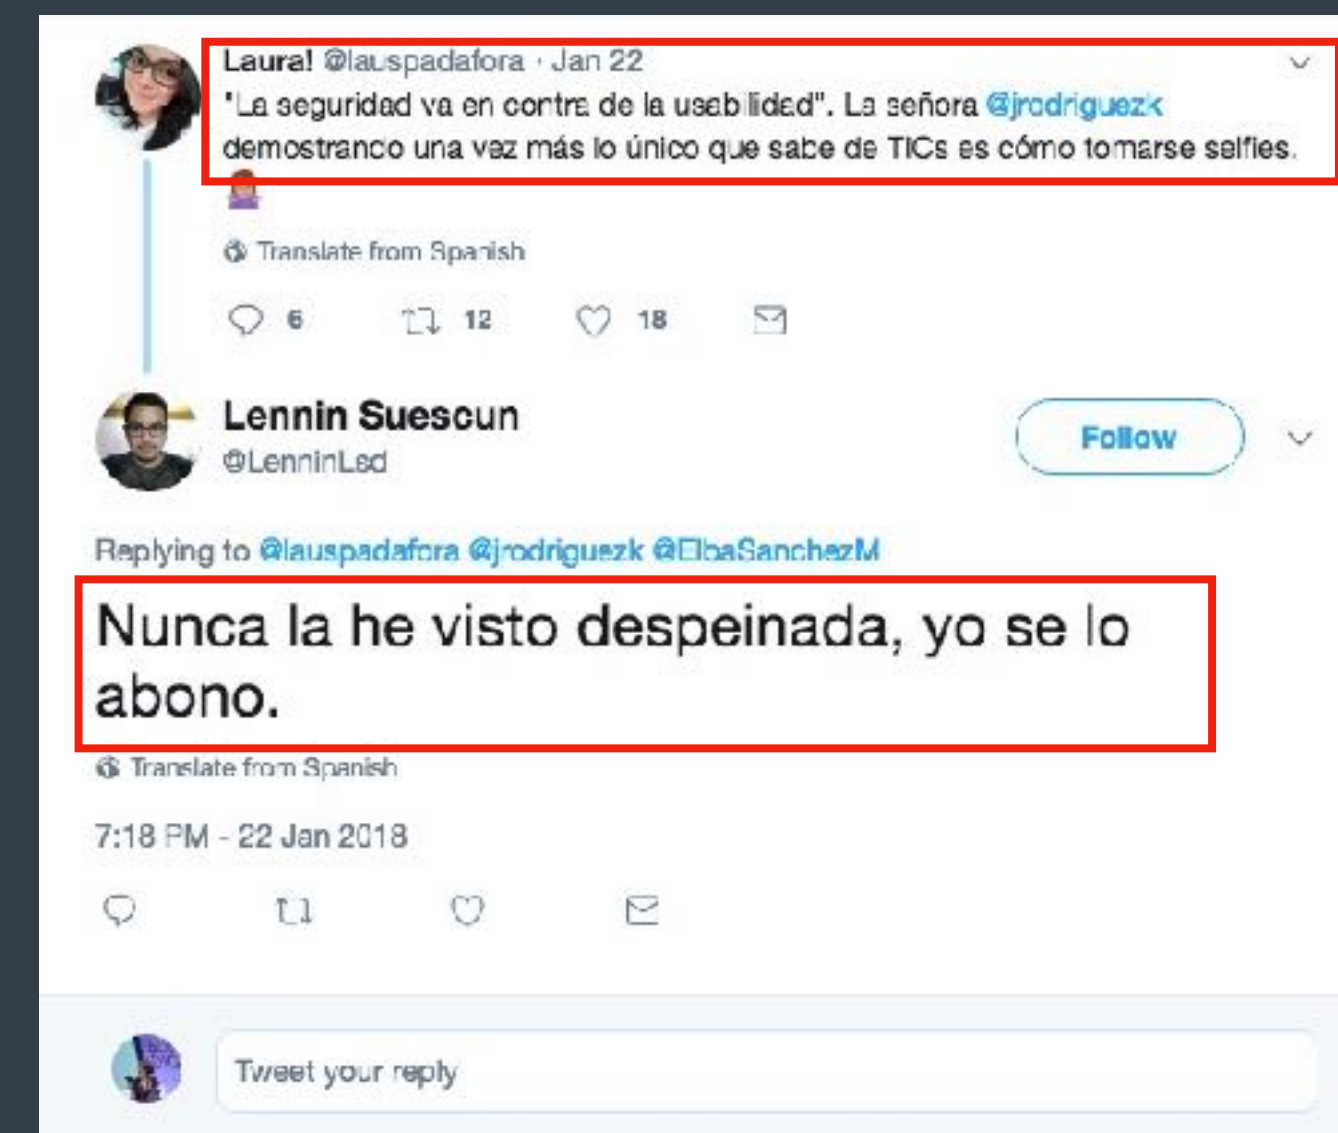 Laura! @lauspadafora · Jan 22
"La seguridad va en contra de la usabilidad". La señora @jrodriguezk
demostrando una vez más lo único que sabe de TICs es cómo tomarse selfies.
Translate from Spanish
6 12 18
Lennin Suescun
@LenninLsd
Follow
Replying to @lauspadafora @jrodriguezk @ElbaSanchezM
Nunca la he visto despeinada, yo se lo
abono.
Translate from Spanish
7:18 PM - 22 Jan 2018
Tweet your reply